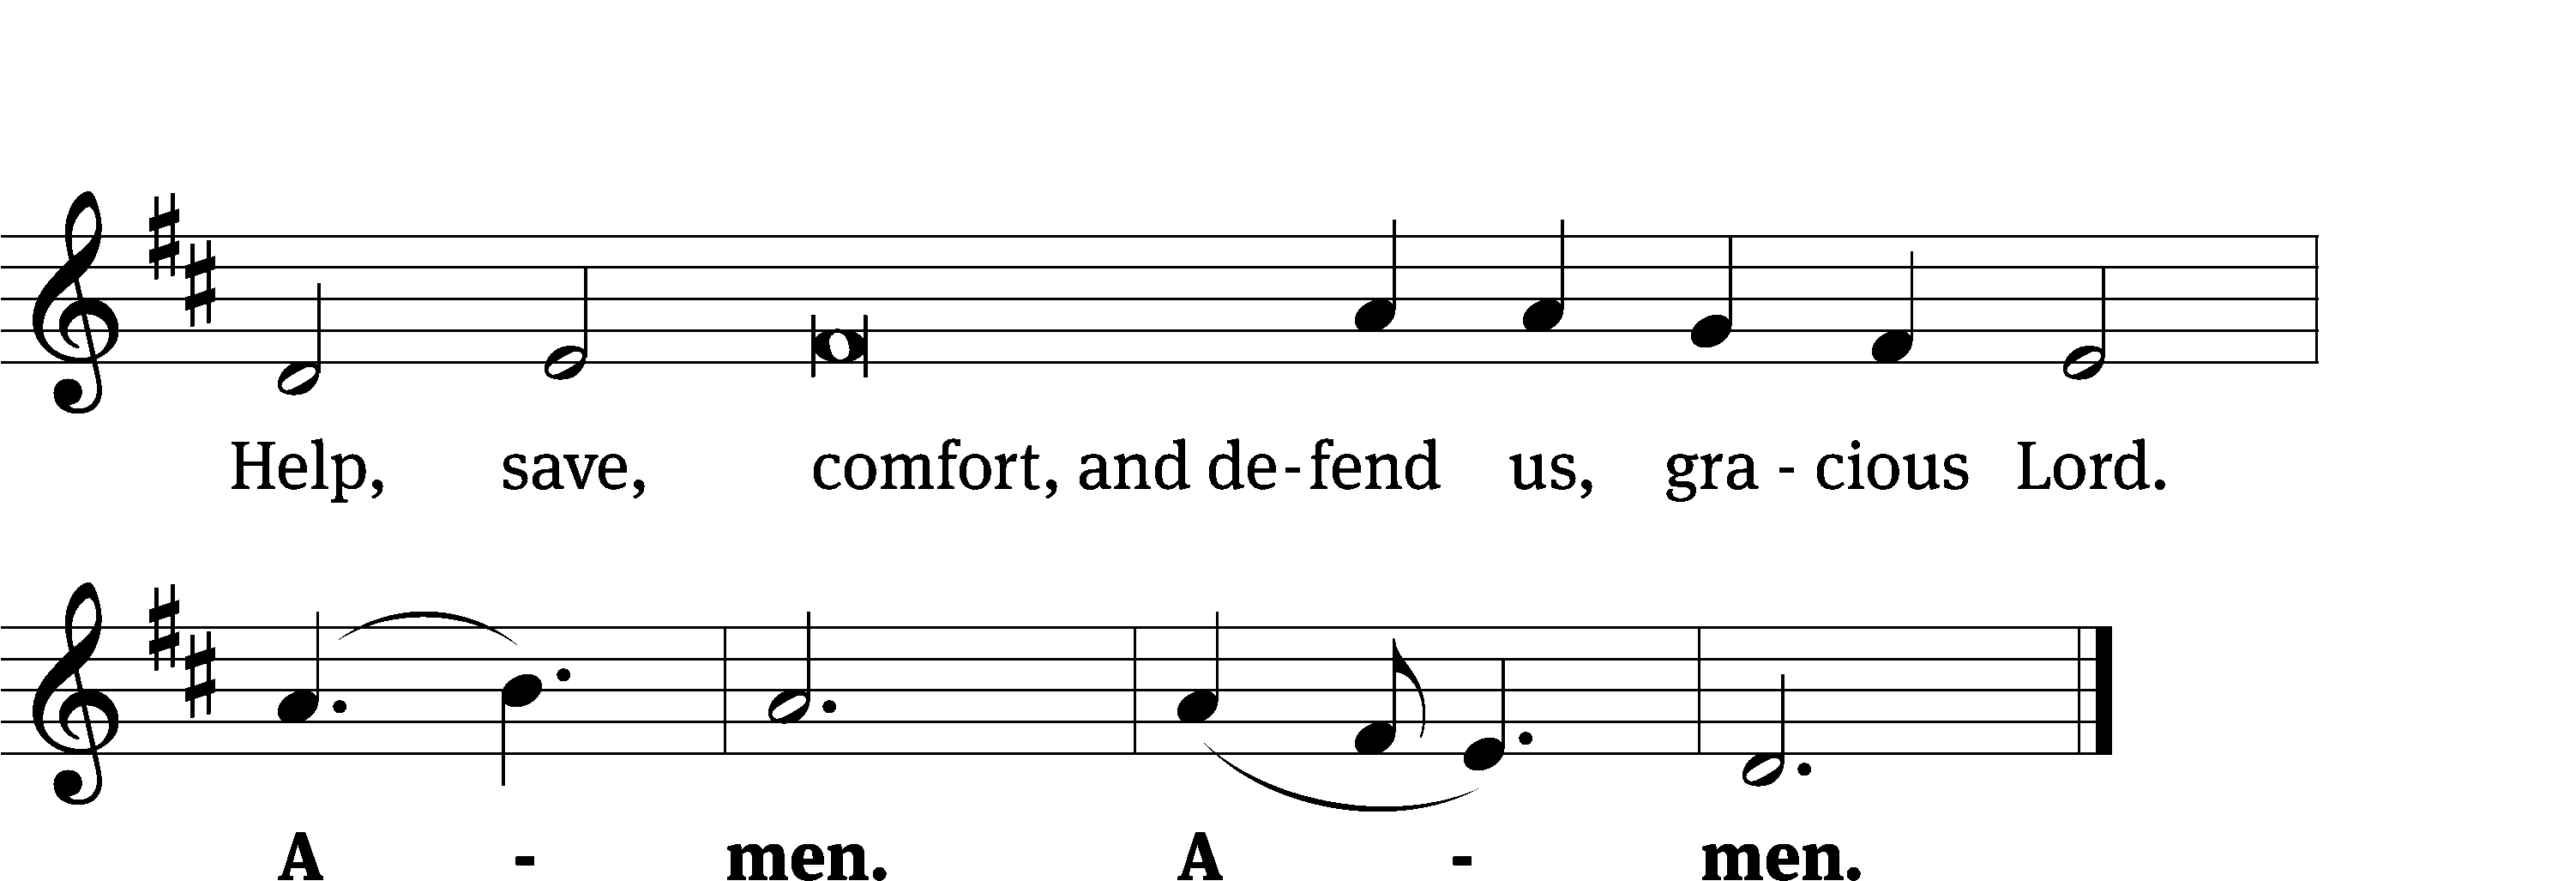 Help, save, comfort, and de-fend us, gra - cious Lord.
A - men. A - men.